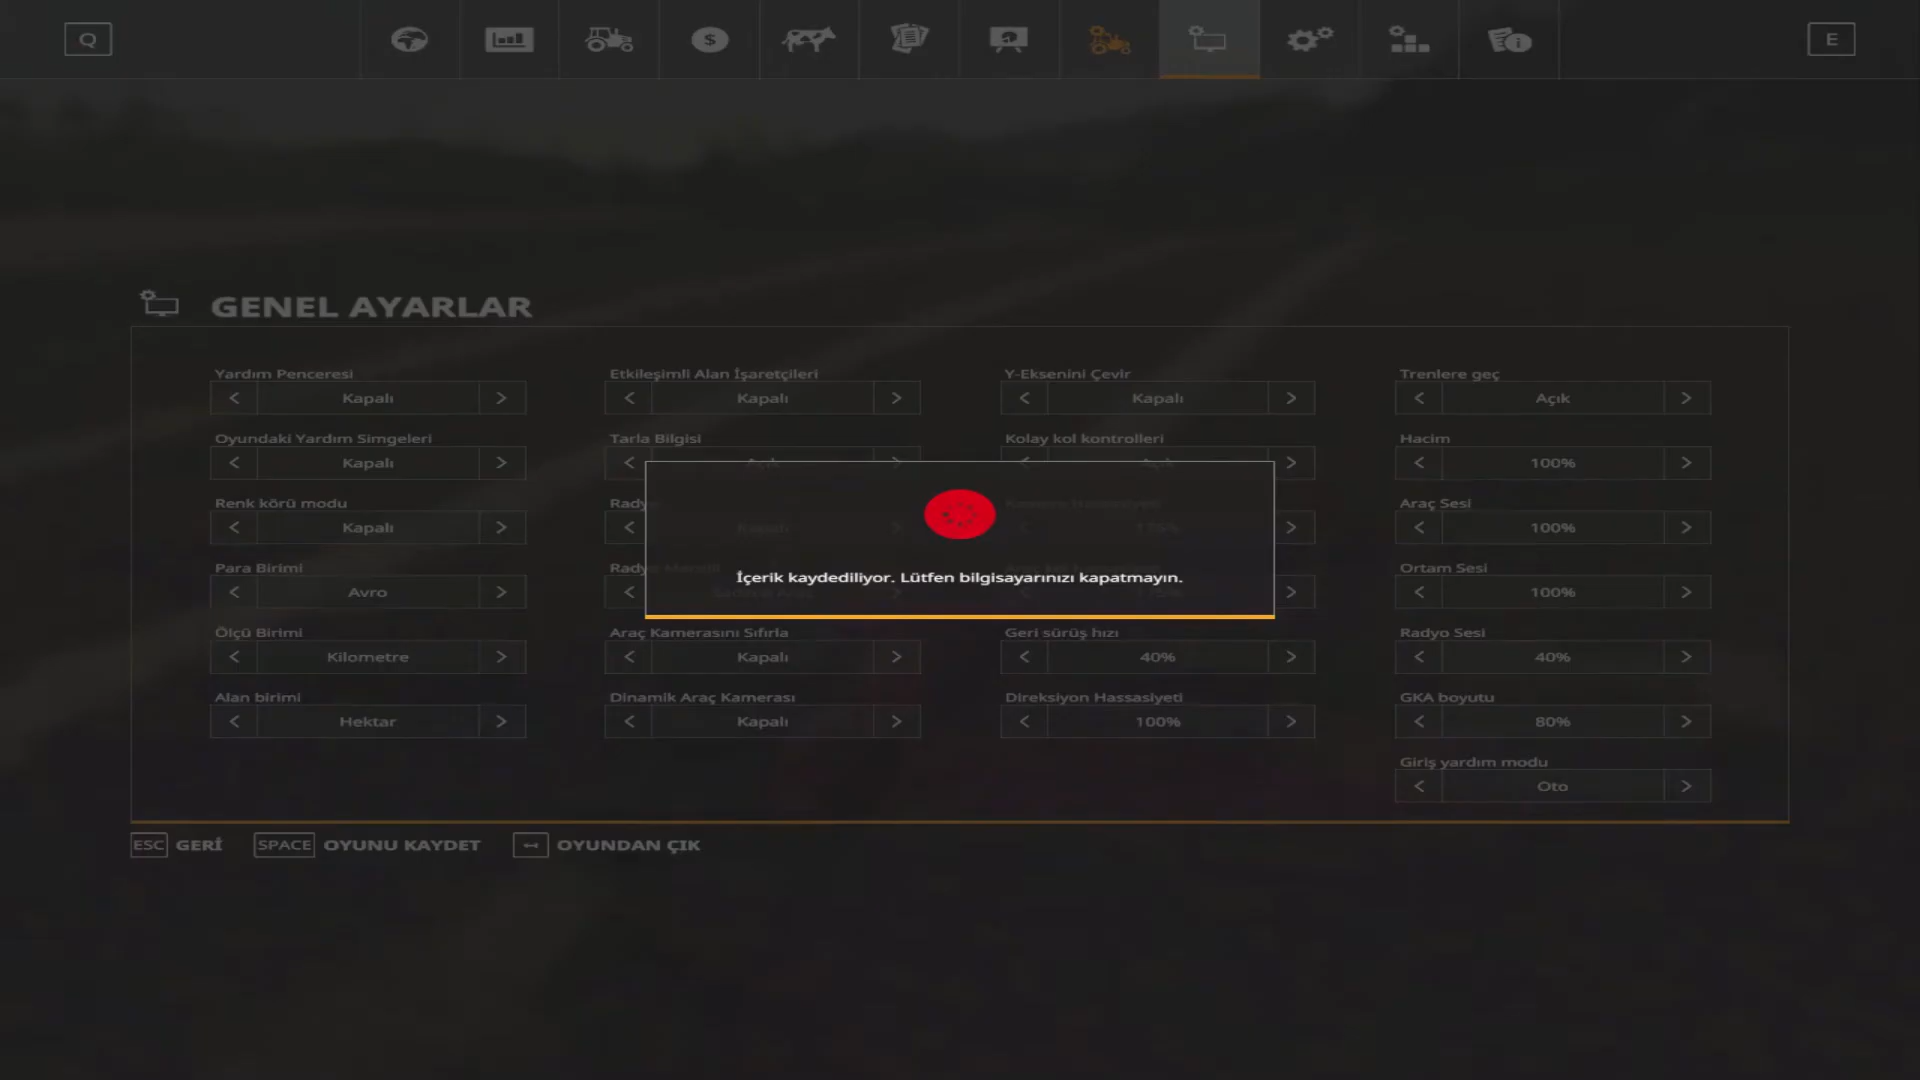 Q
E
GENEL AYARLAR
Yardım Penceresi
Kapalı
Etkileşimli Alan İşaretçileri
Kapalı
Y-Eksenini Çevir
Kapalı
Trenlere geç
Açık
Oyundaki Yardım Simgeleri
Kapalı
Tarla Bilgisi
Açık
Kolay kol kontrolleri
Açık
Hacim
100%
Renk körü modu
Kapalı
Kapalı
Araç Sesi
100%
Para Birimi
Avro
Ortam Sesi
100%
İçerik kaydediliyor. Lütfen bilgisayarınızı kapatmayın.
Ölçü Birimi
Kilometre
Araç Kamerasını Sıfırla
Kapalı
Geri sürüş hızı
40%
Radyo Sesi
40%
Alan birimi
Hektar
Dinamik Araç Kamerası
Kapalı
Direksiyon Hassasiyeti
100%
GKA boyutu
80%
Giriş yardım modu
Oto
ESC GERİ SPACE OYUNU KAYDET OYUNDAN ÇIK